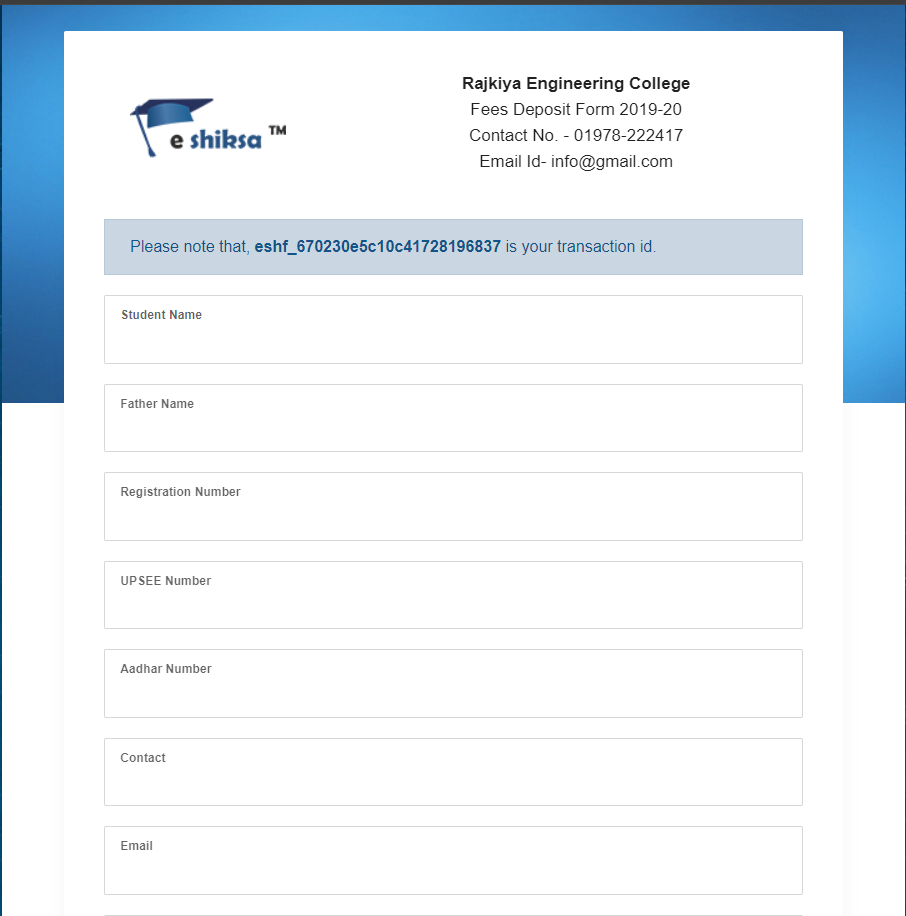 e shiksa TM
Rajkiya Engineering College
Fees Deposit Form 2019-20
Contact No. - 01978-222417
Email Id- info@gmail.com
Please note that, eshf_670230e5c10c41728196837 is your transaction id.
Student Name
Father Name
Registration Number
UPSEE Number
Aadhar Number
Contact
Email